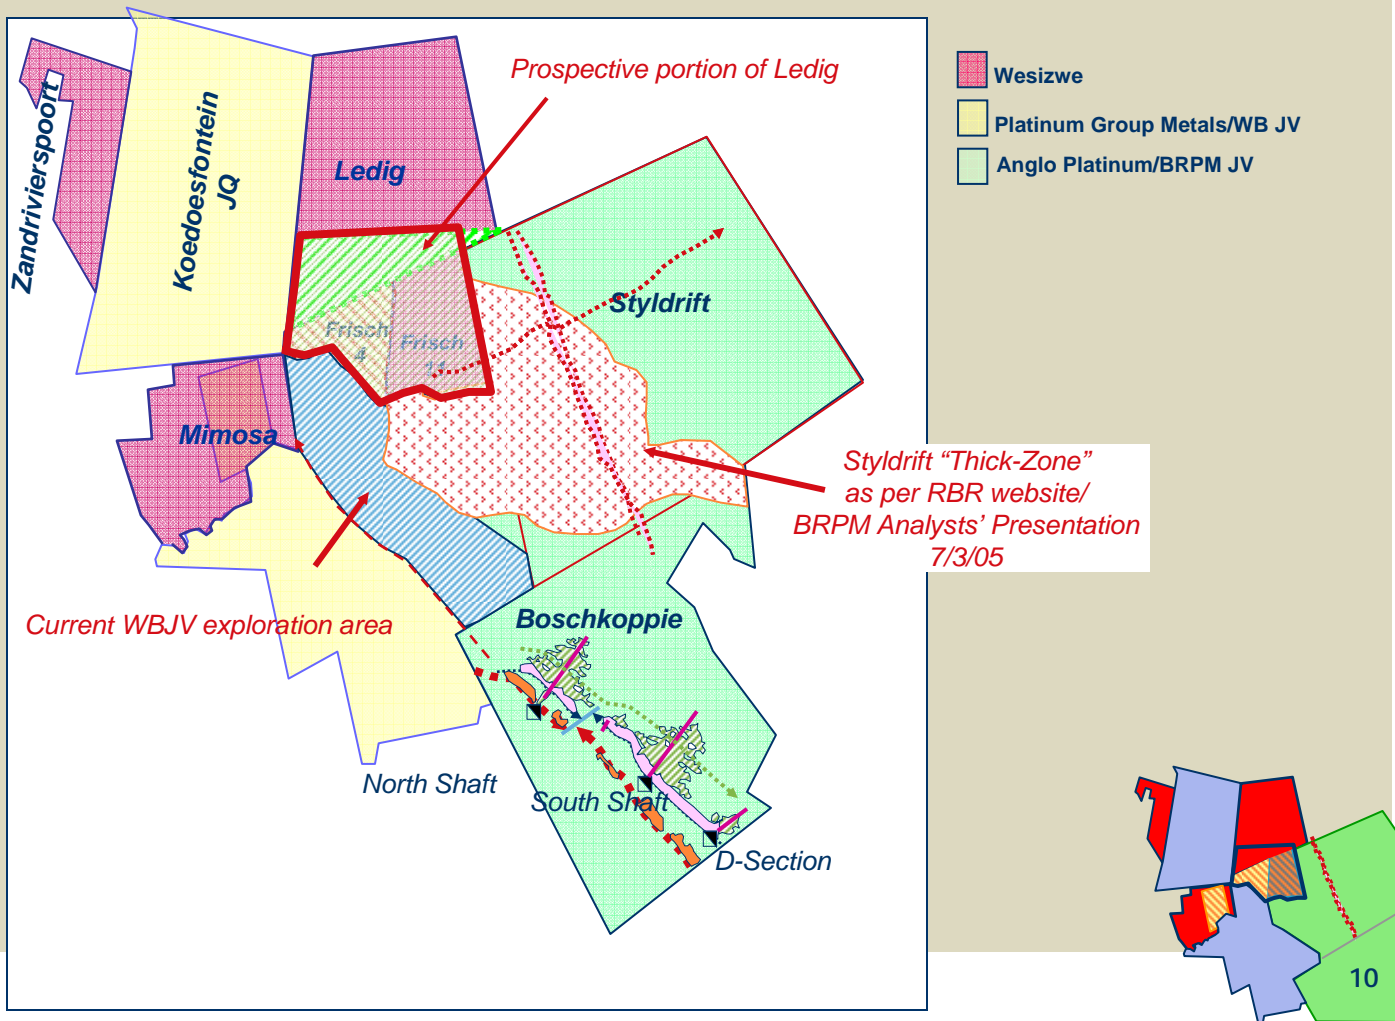 Prospective portion of Ledig
Wesizwe
Platinum Group Metals/WB JV
Anglo Platinum/BRPM JV
Zandrivierspoort
Koedoesfontein
JQ
Ledig
Styldrift
Frisch
4
Frisch
11
Mimosa
Styldrift “Thick-Zone”
as per RBR website/
BRPM Analysts’ Presentation
7/3/05
Current WBJV exploration area
Boschkoppie
North Shaft
South Shaft
D-Section
10